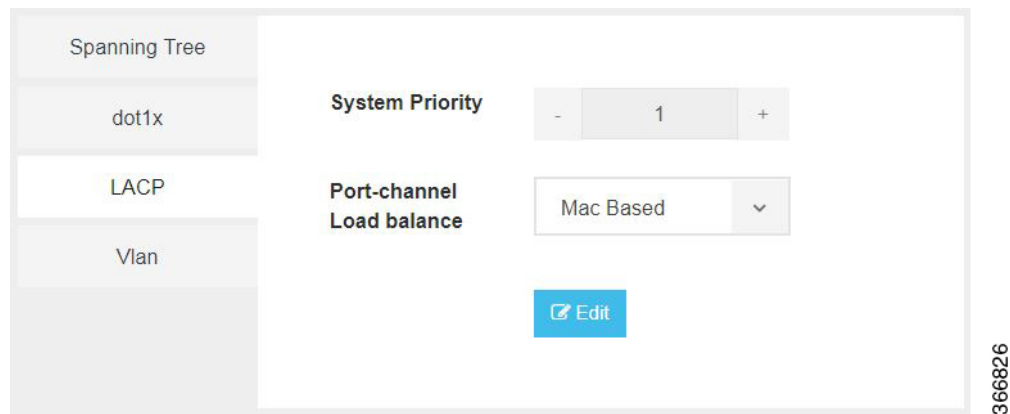 Spanning Tree
dot1x
LACP
Vlan
System Priority
- 1 +
Port-channel
Load balance
Mac Based
Edit
366826